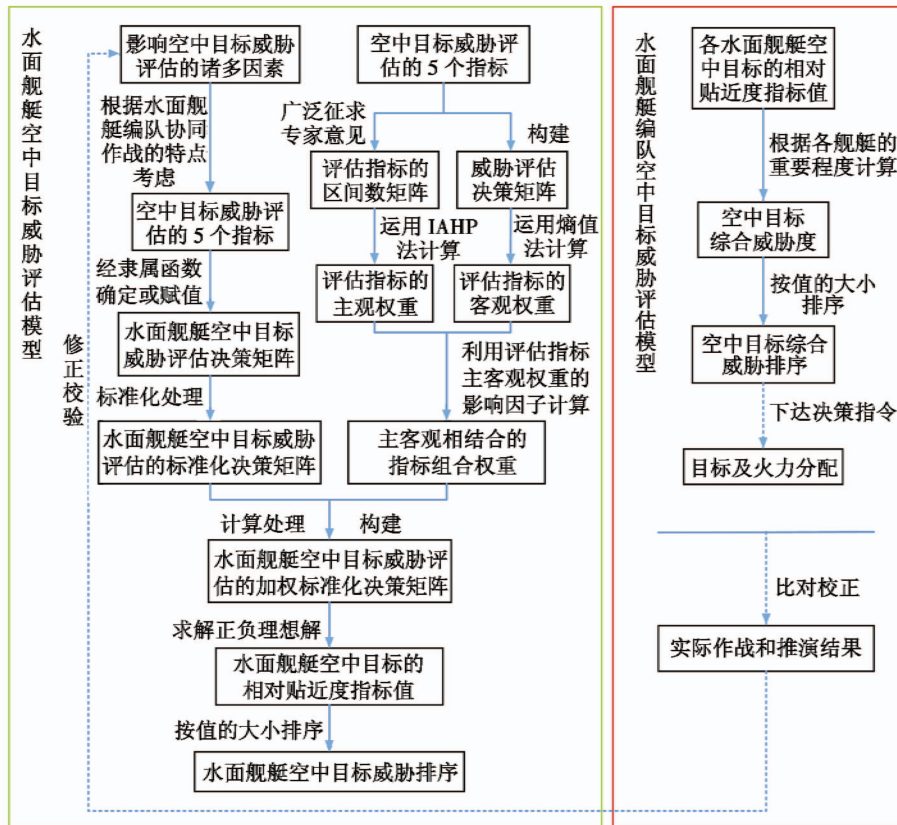 水面舰艇空中目标威胁评估模型
影响空中目标威胁
评估的诸多因素
根据水面舰
艇编队协同
作战的特点
考虑
空中目标威胁评
估的5个指标
经隶属函数
确定或赋值
水面舰艇空中目标
威胁评估决策矩阵
标准化处理
水面舰艇空中目标威胁
评估的标准化决策矩阵
修正校验
空中目标威胁评
估的5个指标
广泛征求
专家意见
构建
评估指标的
区间数矩阵
威胁评估
决策矩阵
运用IAHP
法计算
运用熵值
法计算
评估指标的
主观权重
评估指标的
客观权重
利用评估指标
主客观权重的
影响因子计算
主客观相结合的
指标组合权重
计算处理
构建
水面舰艇空中目标威胁评
估的加权标准化决策矩阵
求解正负理想解
水面舰艇空中目标的
相对贴近度指标值
按值的大小排序
水面舰艇空中目标威胁排序
水面舰艇编队空中目标威胁评估模型
各水面舰艇空
中目标的相对
贴近度指标值
根据各舰艇的
重要程度计算
空中目标
综合威胁度
按值的大小
排序
空中目标综合
威胁排序
下达决策指令
目标及火力分配
比对校正
实际作战和推演结果